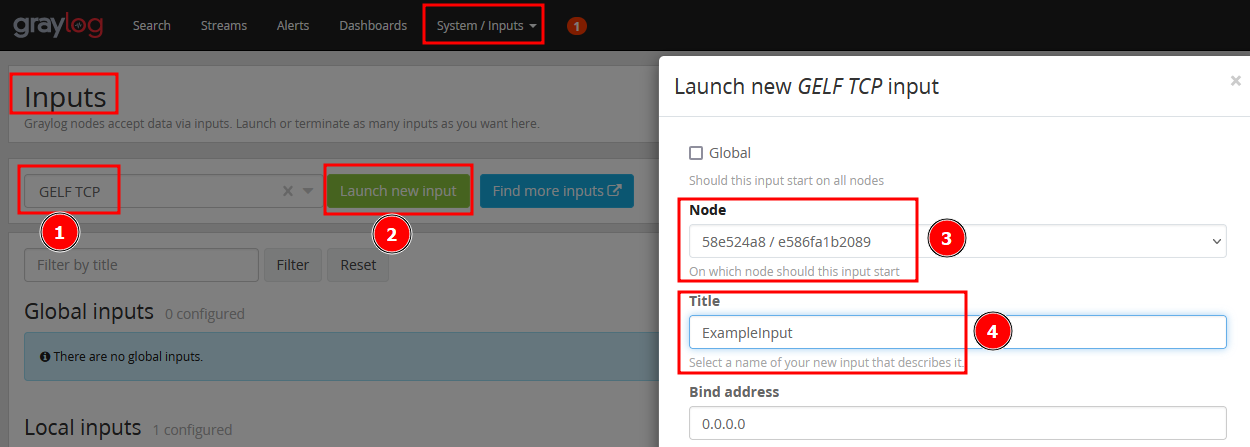 graylog Search Streams Alerts Dashboards System / Inputs 1
Inputs
Graylog nodes accept data via inputs. Launch or terminate as many inputs as you want here.
GELF TCP Launch new input Find more inputs
1 2
Filter by title Filter Reset
Global inputs 0 configured
There are no global inputs.
Local inputs 1 configured
Launch new GELF TCP input ×
Global
Should this input start on all nodes
Node
58e524a8 / e586fa1b2089 3
On which node should this input start
Title
ExampleInput 4
Select a name of your new input that describes it.
Bind address
0.0.0.0